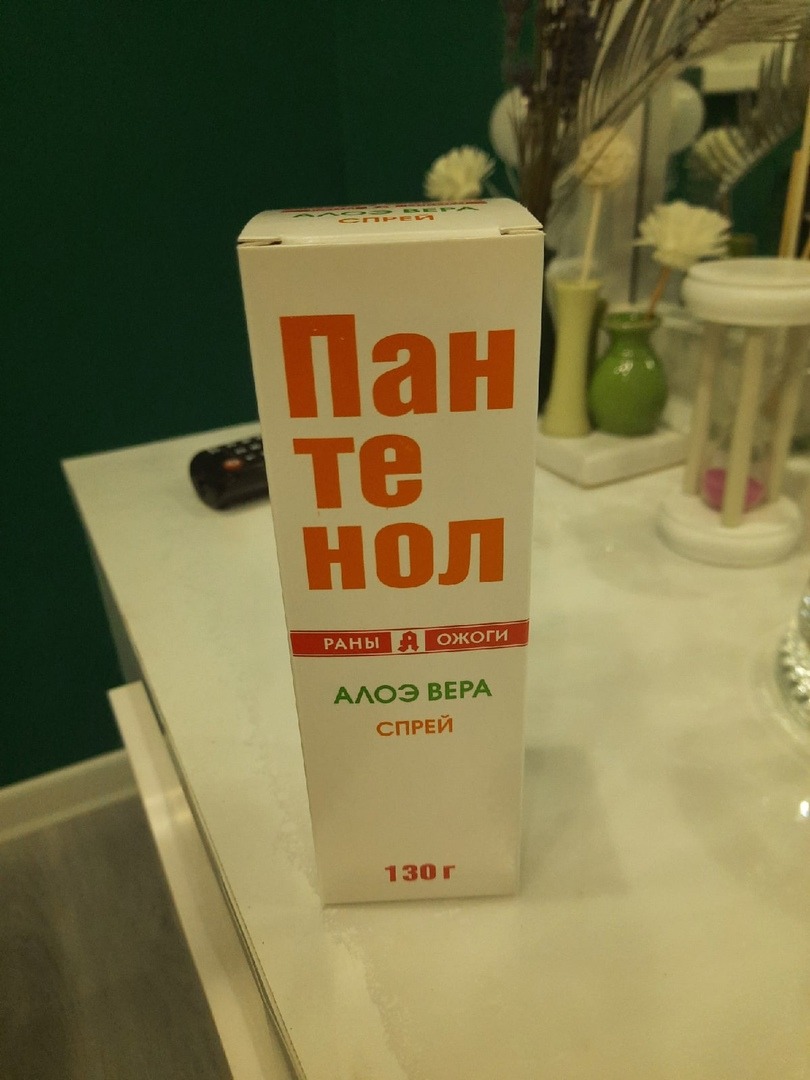 АЛОЭ ВЕРА
СПРЕЙ
Пан
те
нол
РАНЫ А ОЖОГИ
АЛОЭ ВЕРА
СПРЕЙ
130 г